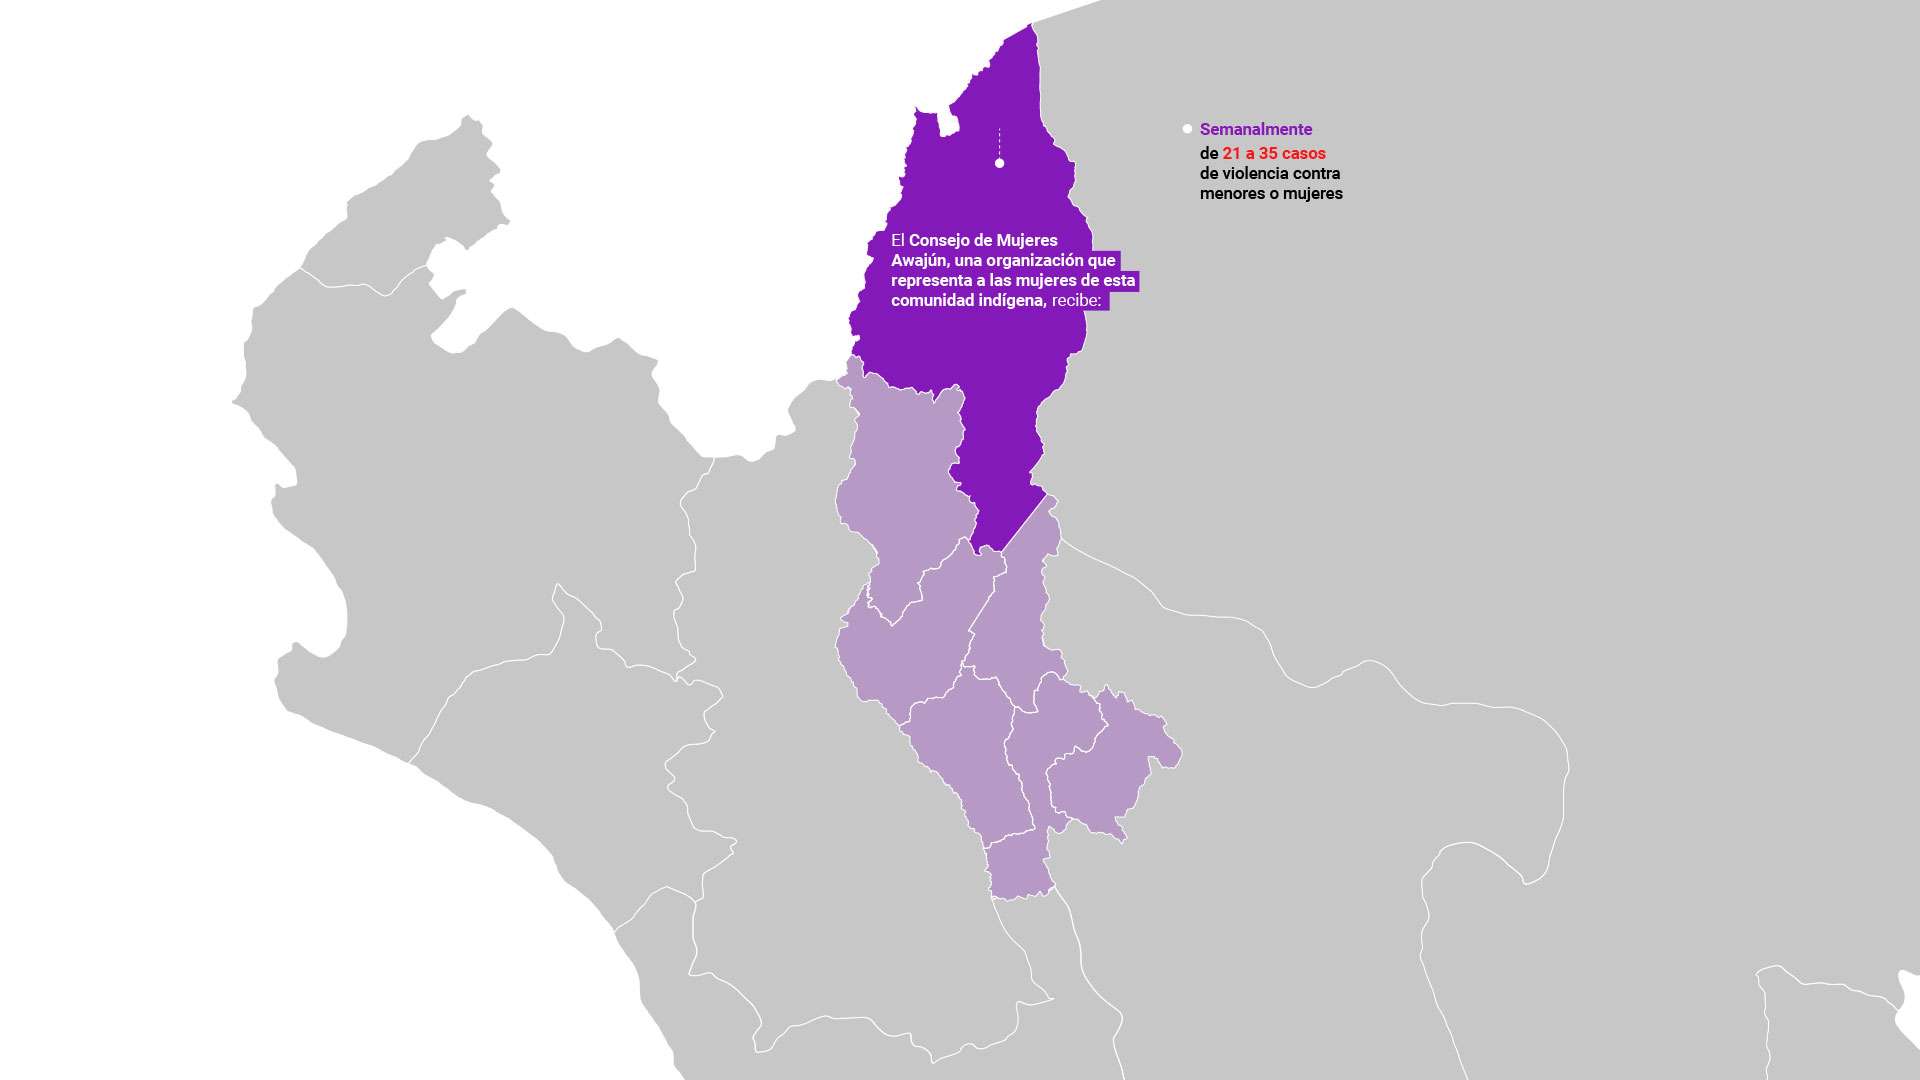 El Consejo de Mujeres
Awajún, una organización que
representa a las mujeres de esta
comunidad indígena, recibe:
Semanalmente
de 21 a 35 casos
de violencia contra
menores o mujeres